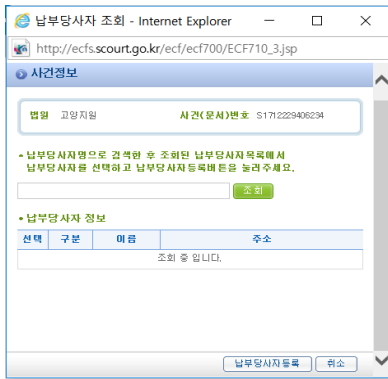 납부당사자 조회 - Internet Explorer
http://ecfs.scourt.go.kr/ecf/ecf700/ECF710_3.jsp
사건정보
법원 고양지원 사건(문서)번호 S1712229406234
납부당사자명으로 검색한 후 조회된 납부당사자목록에서
납부당사자를 선택하고 납부당사자등록버튼을 눌러주세요.
조회
납부당사자 정보
선택 구분 이름 주소
조회 중 입니다.
납부당사자등록 취소